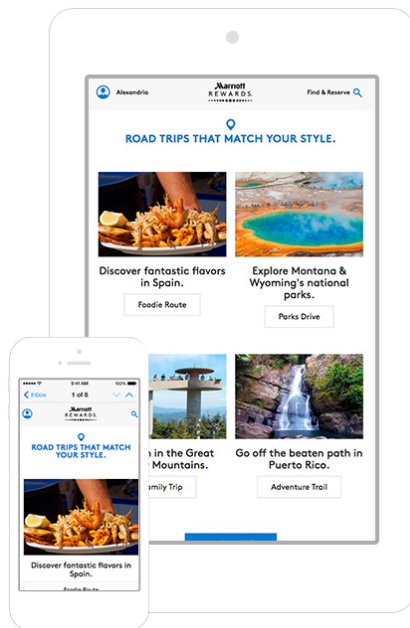 Alexandria
Marriott
REWARDS.
Find & Reserve
ROAD TRIPS THAT MATCH YOUR STYLE.
Discover fantastic flavors
in Spain.
Foodie Route
Explore Montana &
Wyoming's national
parks.
Parks Drive
in the Great
Mountains.
Trip
Go off the beaten path in
Puerto Rico.
Adventure Trail
9:41 AM
100%
Inbox
1 of 8
Marriott
REWARDS.
ROAD TRIPS THAT MATCH
YOUR STYLE.
Discover fantastic flavors in
Spain.
Foodie Route